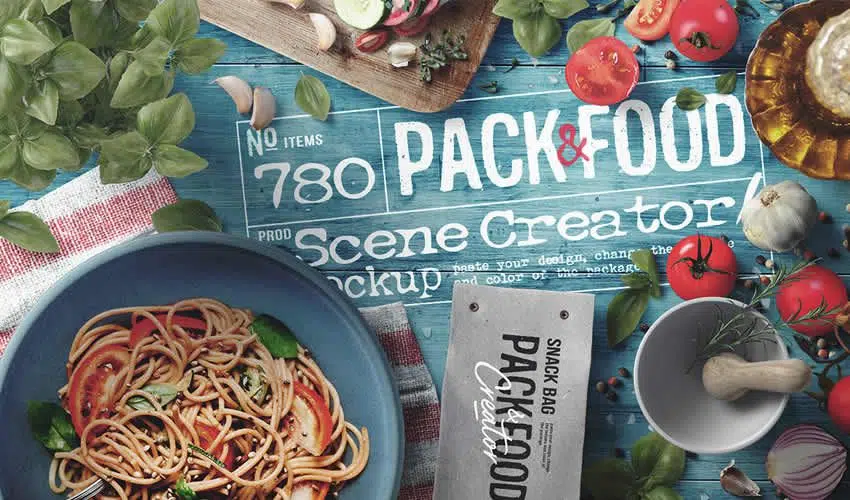 No ITEMS
780
PACK&FOOD
PROD
Scene Creator/
ockup
paste your design, change the
and color of the package
SNACK BAG
PACK&FOOD
Creator